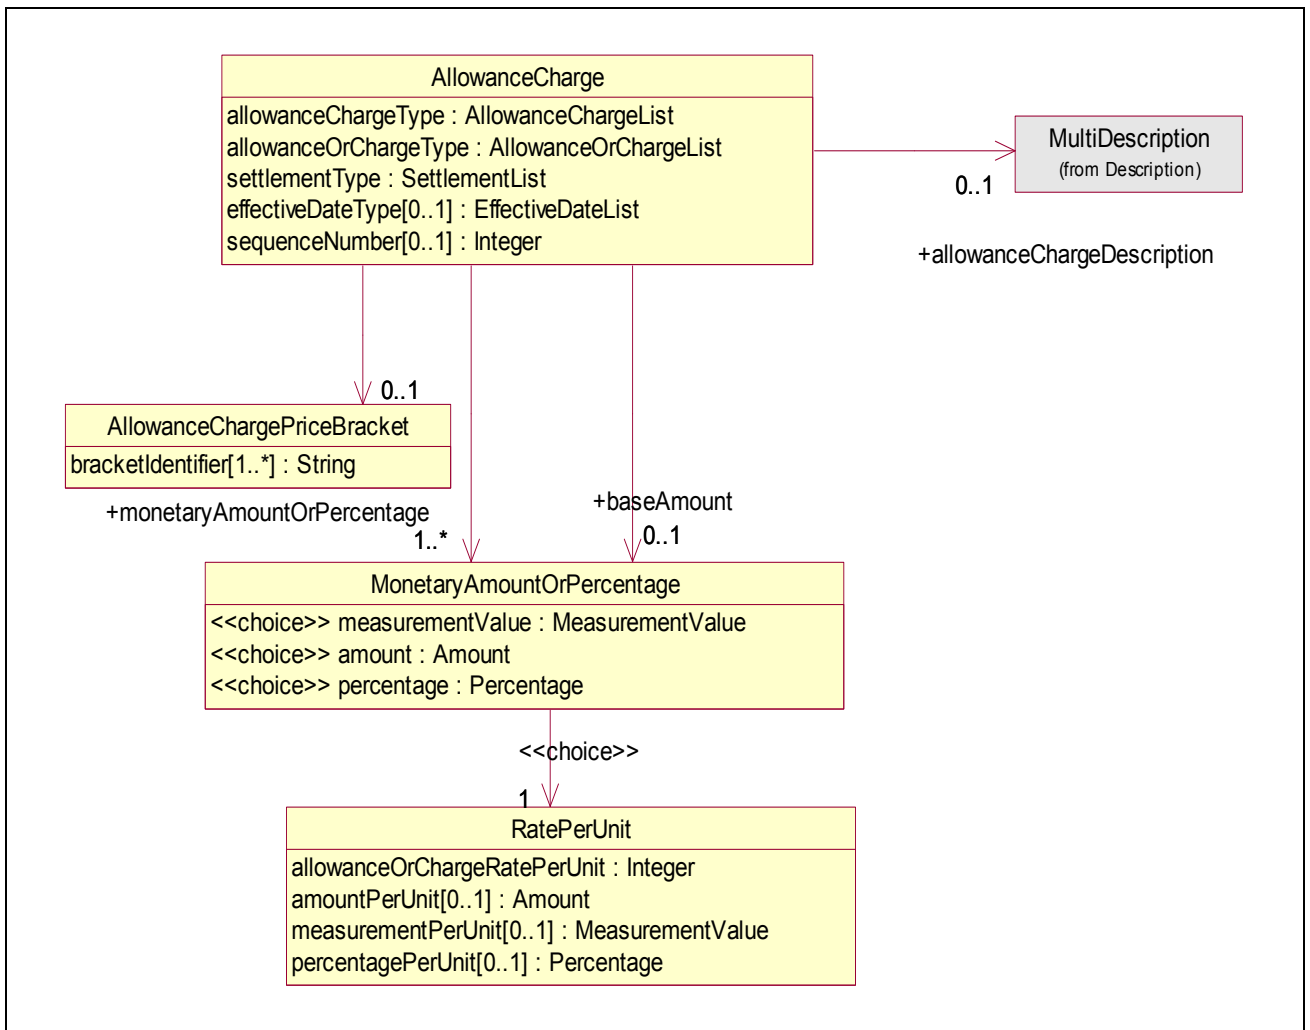 AllowanceCharge
allowanceChargeType : AllowanceChargeList
allowanceOrChargeType : AllowanceOrChargeList
settlementType : SettlementList
effectiveDateType[0..1] : EffectiveDateList
sequenceNumber[0..1] : Integer
MultiDescription
(from Description)
0..1
+allowanceChargeDescription
0..1
AllowanceChargePriceBracket
bracketIdentifier[1..*] : String
+monetaryAmountOrPercentage
1..*
+baseAmount
0..1
MonetaryAmountOrPercentage
<<choice>> measurementValue : MeasurementValue
<<choice>> amount : Amount
<<choice>> percentage : Percentage
<<choice>>
1
RatePerUnit
allowanceOrChargeRatePerUnit : Integer
amountPerUnit[0..1] : Amount
measurementPerUnit[0..1] : MeasurementValue
percentagePerUnit[0..1] : Percentage